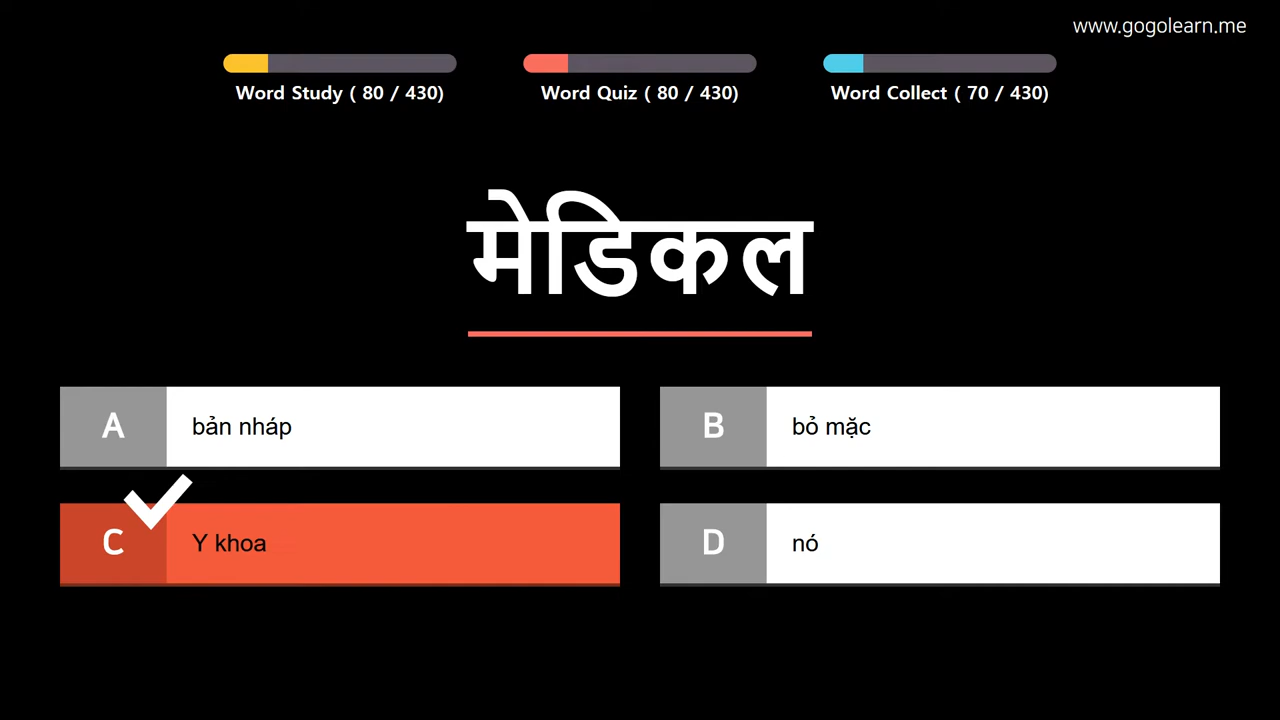 www.gogolearn.me
Word Study ( 80 / 430)
Word Quiz ( 80 / 430)
Word Collect ( 70 / 430)
मेडिकल
A bản nháp
B bỏ mặc
C Y khoa
D nó